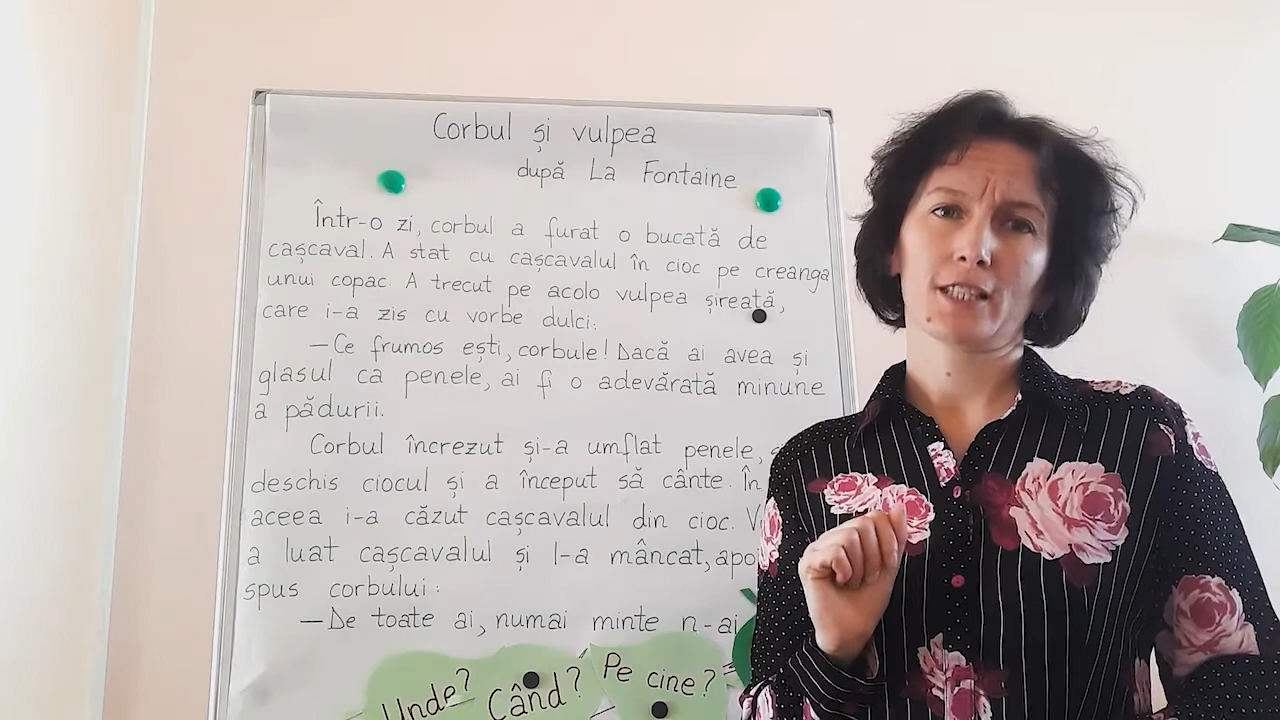 Corbul și vulpea
după La Fontaine
Într-o zi, corbul a furat o bucată de
cașcaval. A stat cu cașcavalul în cioc pe creanga
unui copac. A trecut pe acolo vulpea șireată,
care i-a zis cu vorbe dulci:
—Ce frumos ești, corbule! Dacă ai avea și
glasul ca penele, ai fi o adevărată minune
a pădurii.
Corbul încrezut și-a umflat penele,
deschis ciocul și a început să cânte. În
aceea i-a căzut cașcavalul din cioc.
a luat cașcavalul și l-a mâncat, apo
spus corbului:
—De toate ai, numai minte n-ai
Unde? Când? Pe cine?